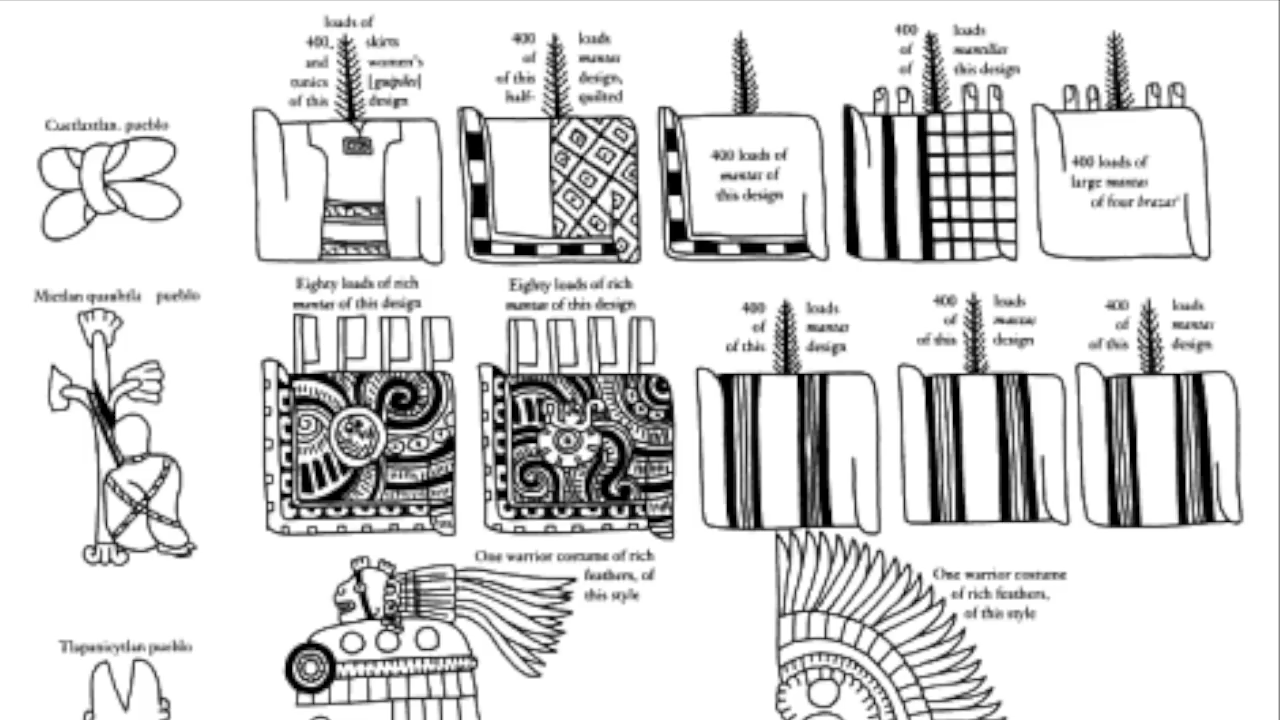 loads of
400, skirts
and women's
tunics [guipiles]
of this design
400 loads
of mantas
of this design,
half- quilted
400 loads of
mantas of
this design
400 loads
of mantillas
of this design
400 loads of
large mantas
of four brazas
Cuetlaxtlan. pueblo
Mictlan quauhtla pueblo
Eighty loads of rich
mantas of this design
Eighty loads of rich
mantas of this design
400 loads
of mantas
of this design
400 loads
of mantas
of this design
400 loads
of mantas
of this design
One warrior costume of rich
feathers, of
this style
One warrior costume
of rich feathers,
of this style
Tlapanicytlan pueblo